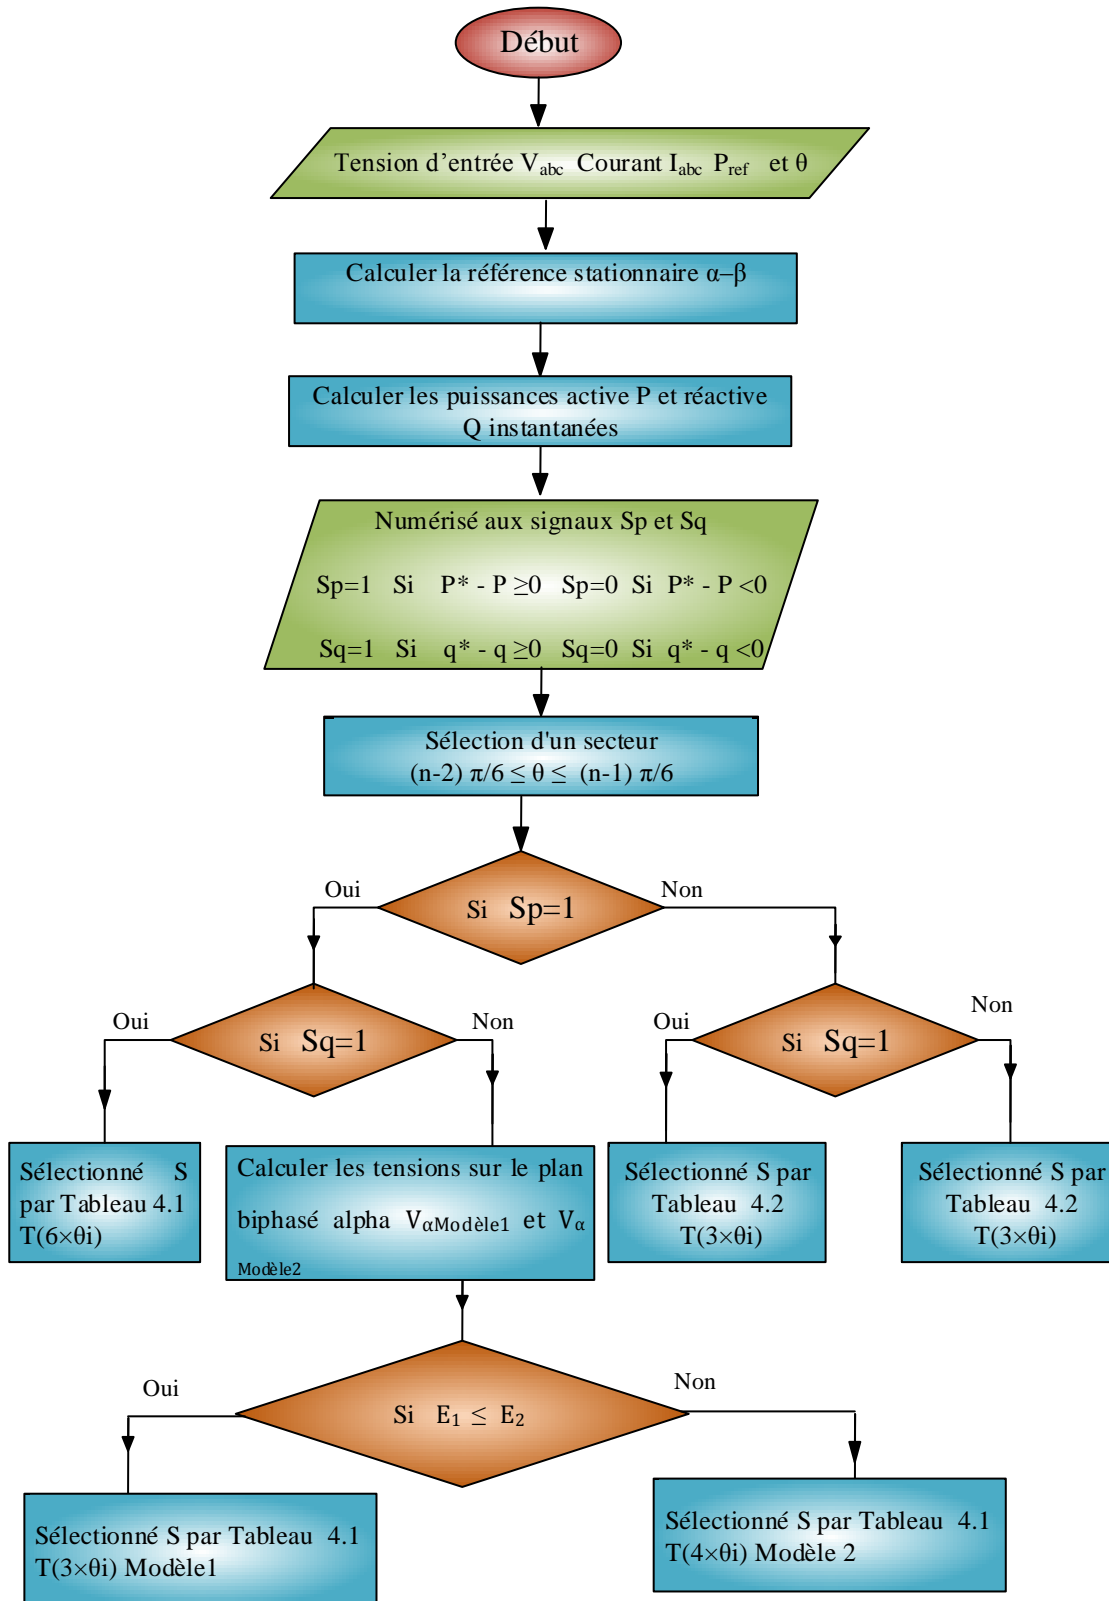 Début
Tension d'entrée Vabc Courant Iabc Pref et θ
Calculer la référence stationnaire α–β
Calculer les puissances active P et réactive
Q instantanées
Numérisé aux signaux Sp et Sq
Sp=1 Si P* - P ≥0 Sp=0 Si P* - P <0
Sq=1 Si q* - q ≥0 Sq=0 Si q* - q <0
Sélection d'un secteur
(n-2) π/6 ≤ θ ≤ (n-1) π/6
Oui
Non
Si Sp=1
Oui
Non
Oui
Non
Si Sq=1
Si Sq=1
Sélectionné S
par Tableau 4.1
T(6×θi)
Calculer les tensions sur le plan
biphasé alpha VαModèle1 et Vα
Modèle2
Sélectionné S par
Tableau 4.2
T(3×θi)
Sélectionné S par
Tableau 4.2
T(3×θi)
Oui
Non
Si E1 ≤ E2
Sélectionné S par Tableau 4.1
T(3×θi) Modèle1
Sélectionné S par Tableau 4.1
T(4×θi) Modèle 2